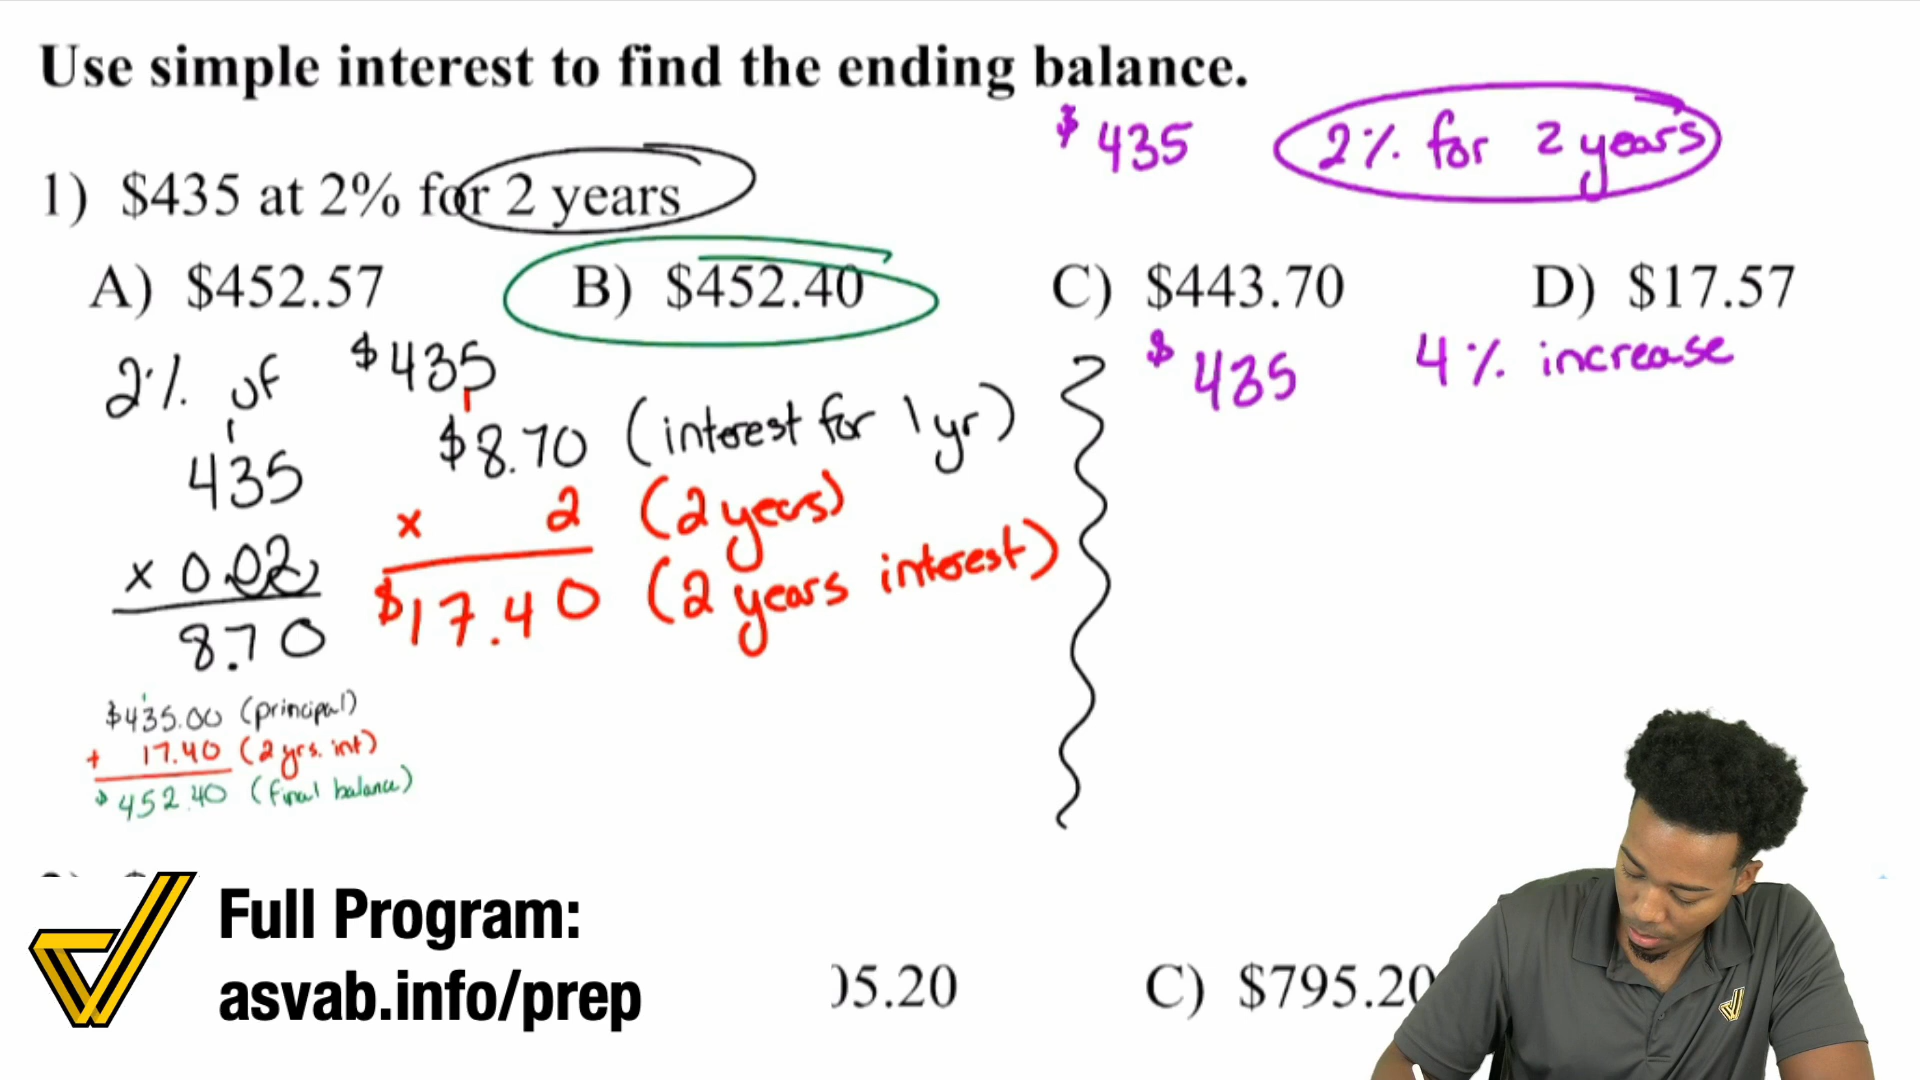 Use simple interest to find the ending balance.
$435 2% for 2 years
1) $435 at 2% for 2 years
A) $452.57 B) $452.40 C) $443.70 D) $17.57
2% of $435
435
x 0.02
8.70
$8.70 (interest for 1 yr)
x 2 (2 years)
$17.40 (2 years interest)
$435.00 (principal)
+ 17.40 (2 yrs. int)
$452.40 (final balance)
$435 4% increase
Full Program:
asvab.info/prep
05.20 C) $795.20